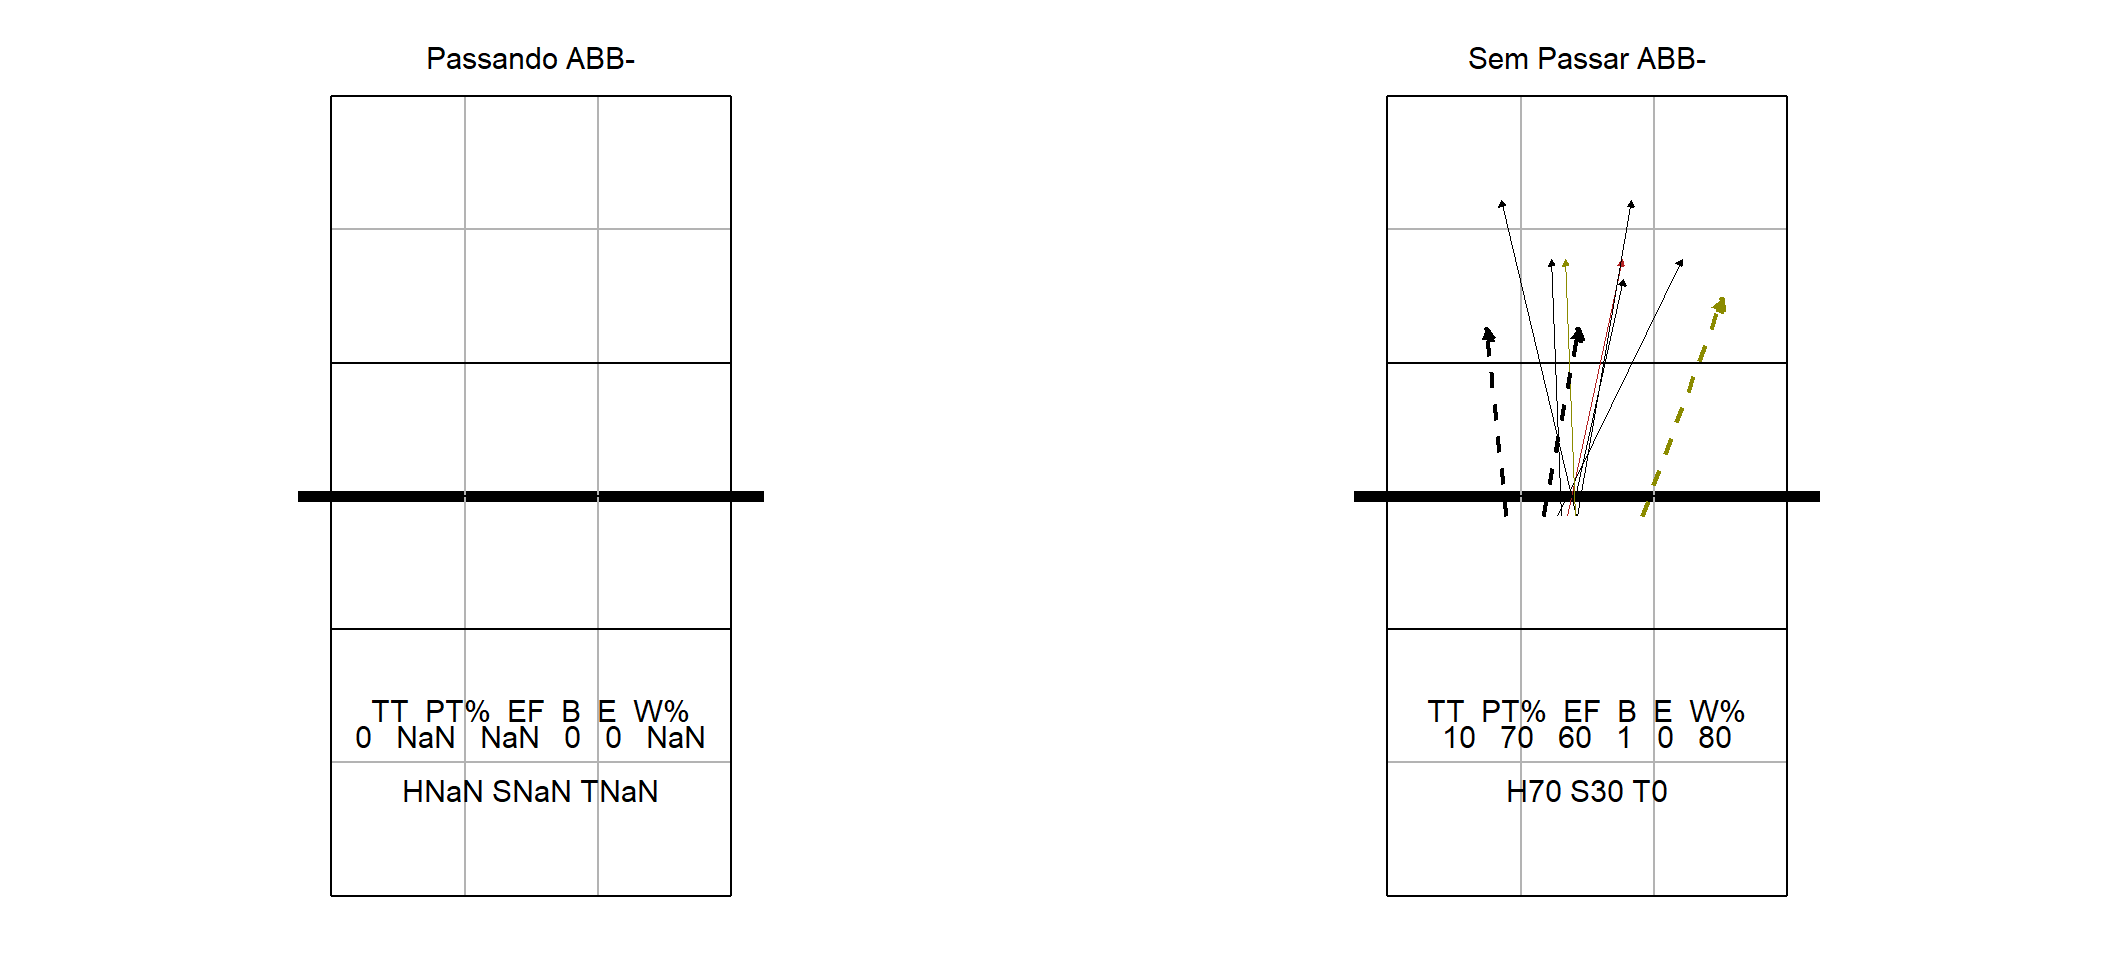 Passando ABB-
TT PT% EF B E W%
0 NaN NaN 0 0 NaN
HNaN SNaN TNaN
Sem Passar ABB-
TT PT% EF B E W%
10 70 60 1 0 80
H70 S30 T0